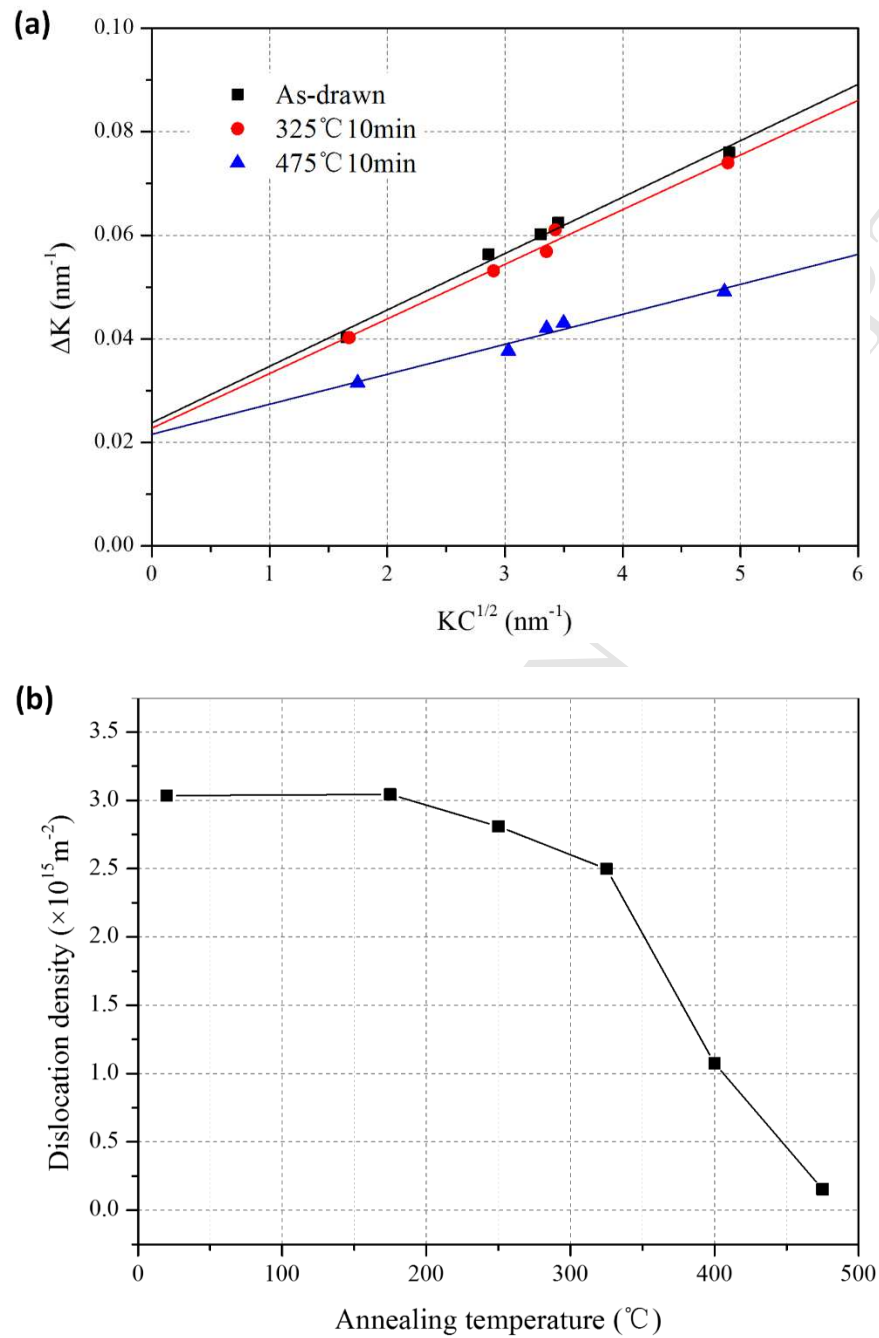 (a)
0.10
0.08
0.06
0.04
0.02
0.00
ΔK (nm⁻¹)
As-drawn
325℃ 10min
475℃ 10min
0 1 2 3 4 5 6
KC^{1/2} (nm⁻¹)
(b)
3.5
3.0
2.5
2.0
1.5
1.0
0.5
0.0
Dislocation density (×10¹⁵m⁻²)
0 100 200 300 400 500
Annealing temperature (℃)